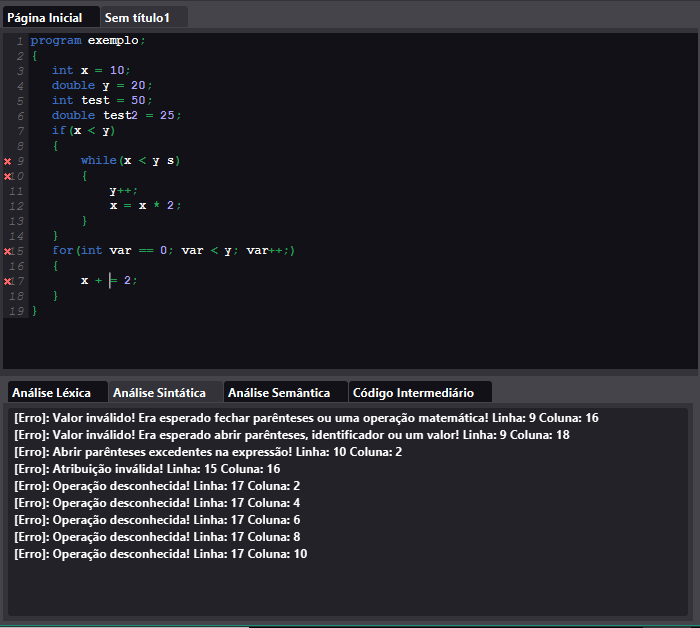 Página Inicial Sem título1
1 program exemplo;
2 {
3 int x = 10;
4 double y = 20;
5 int test = 50;
6 double test2 = 25;
7 if(x < y)
8 {
9 while(x < y s)
10 {
11 y++;
12 x = x * 2;
13 }
14 }
15 for(int var == 0; var < y; var++;)
16 {
17 x + = 2;
18 }
19 }
Análise Léxica Análise Sintática Análise Semântica Código Intermediário
[Erro]: Valor inválido! Era esperado fechar parênteses ou uma operação matemática! Linha: 9 Coluna: 16
[Erro]: Valor inválido! Era esperado abrir parênteses, identificador ou um valor! Linha: 9 Coluna: 18
[Erro]: Abrir parênteses excedentes na expressão! Linha: 10 Coluna: 2
[Erro]: Atribuição inválida! Linha: 15 Coluna: 16
[Erro]: Operação desconhecida! Linha: 17 Coluna: 2
[Erro]: Operação desconhecida! Linha: 17 Coluna: 4
[Erro]: Operação desconhecida! Linha: 17 Coluna: 6
[Erro]: Operação desconhecida! Linha: 17 Coluna: 8
[Erro]: Operação desconhecida! Linha: 17 Coluna: 10